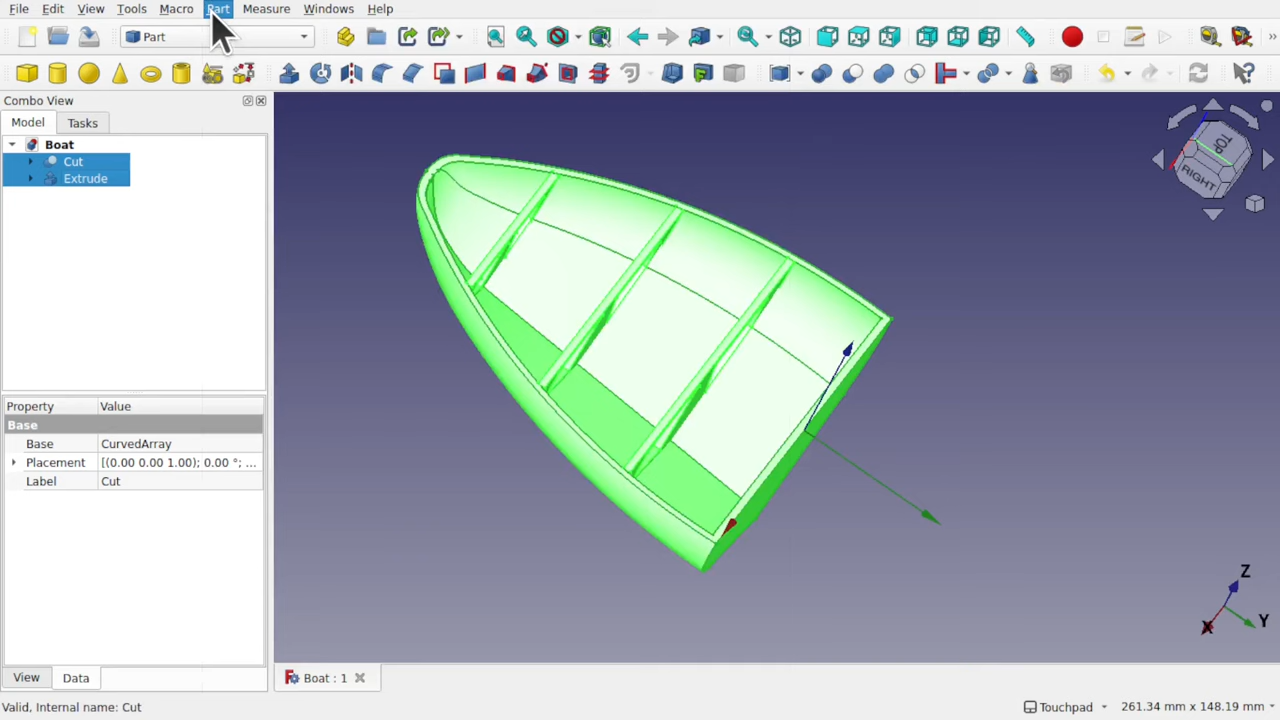 File Edit View Tools Macro Part Measure Windows Help
Part
Combo View
Model Tasks
Boat
Cut
Extrude
TOP
RIGHT
Property Value
Base
Base CurvedArray
Placement [(0.00 0.00 1.00); 0.00 °; ...
Label Cut
Z
Y
X
View Data
Boat : 1
Valid, Internal name: Cut
Touchpad 261.34 mm x 148.19 mm